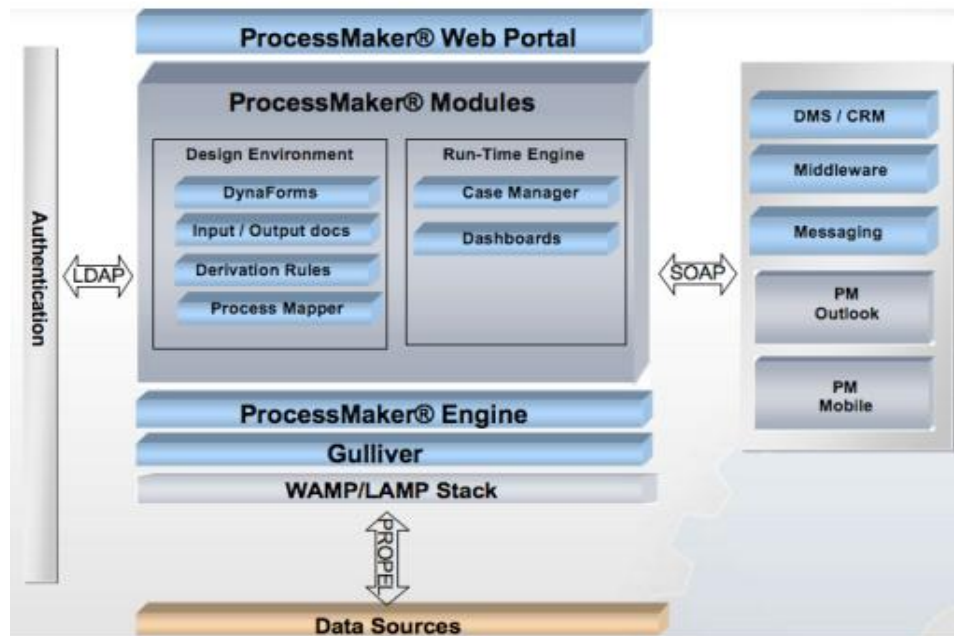 ProcessMaker® Web Portal
ProcessMaker® Modules
Design Environment
DynaForms
Input / Output docs
Derivation Rules
Process Mapper
Run-Time Engine
Case Manager
Dashboards
Authentication
LDAP
SOAP
DMS / CRM
Middleware
Messaging
PM
Outlook
PM
Mobile
ProcessMaker® Engine
Gulliver
WAMP/LAMP Stack
PROPEL
Data Sources